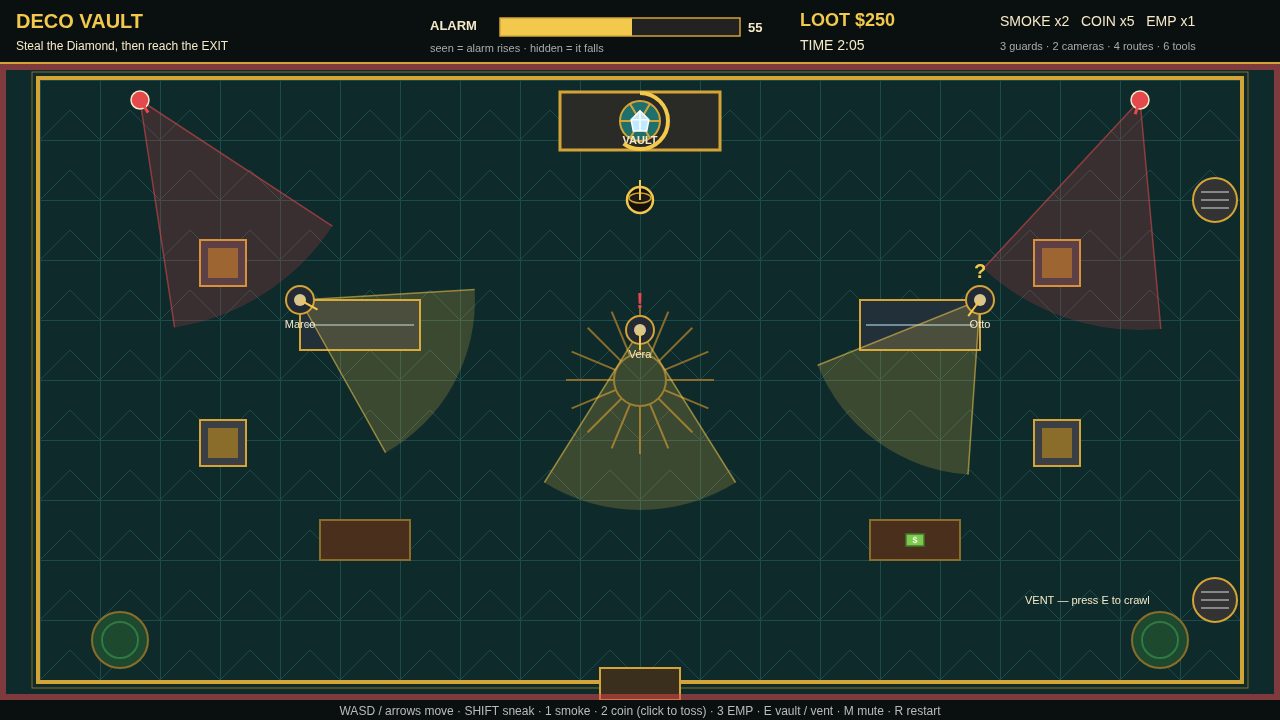 DECO VAULT
Steal the Diamond, then reach the EXIT
ALARM
55
seen = alarm rises · hidden = it falls
LOOT $250
TIME 2:05
SMOKE x2   COIN x5   EMP x1
3 guards · 2 cameras · 4 routes · 6 tools
VAULT
?
Marco
!
Vera
Otto
$
VENT — press E to crawl
WASD / arrows move · SHIFT sneak · 1 smoke · 2 coin (click to toss) · 3 EMP · E vault / vent · M mute · R restart